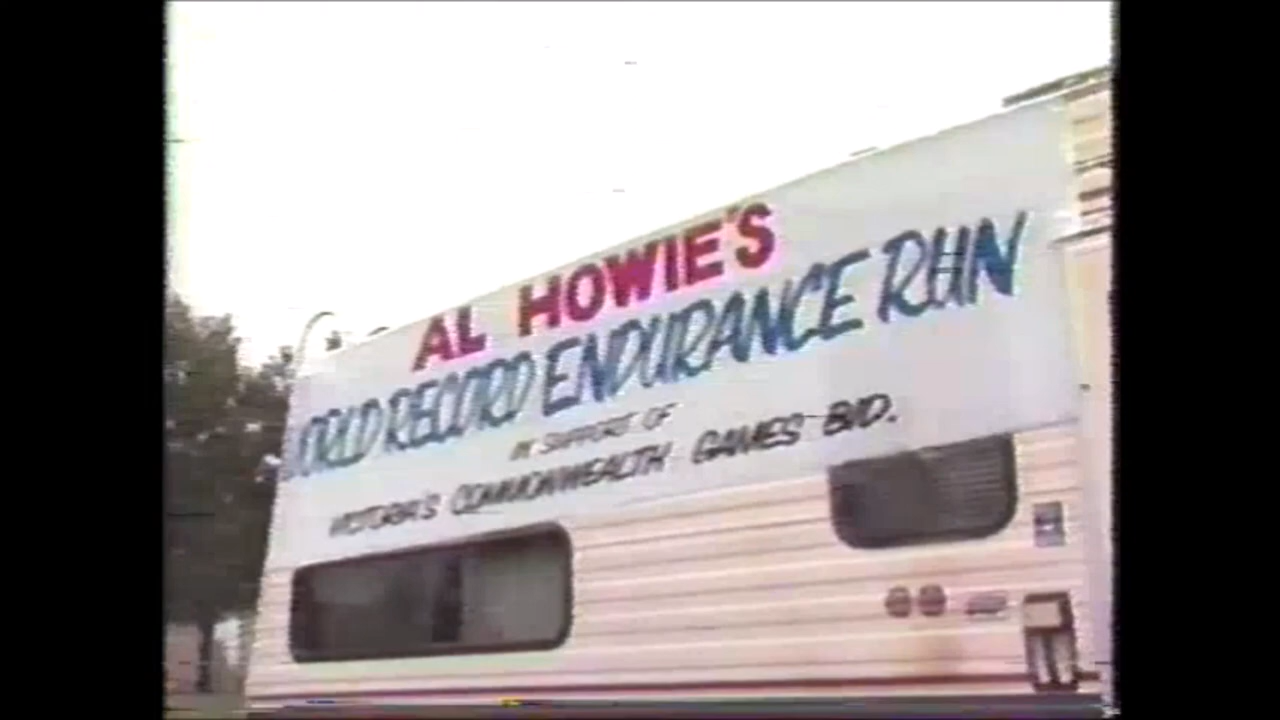 AL HOWIE'S
WORLD RECORD ENDURANCE RUN
IN SUPPORT OF
VICTORIA'S COMMONWEALTH GAMES BID.